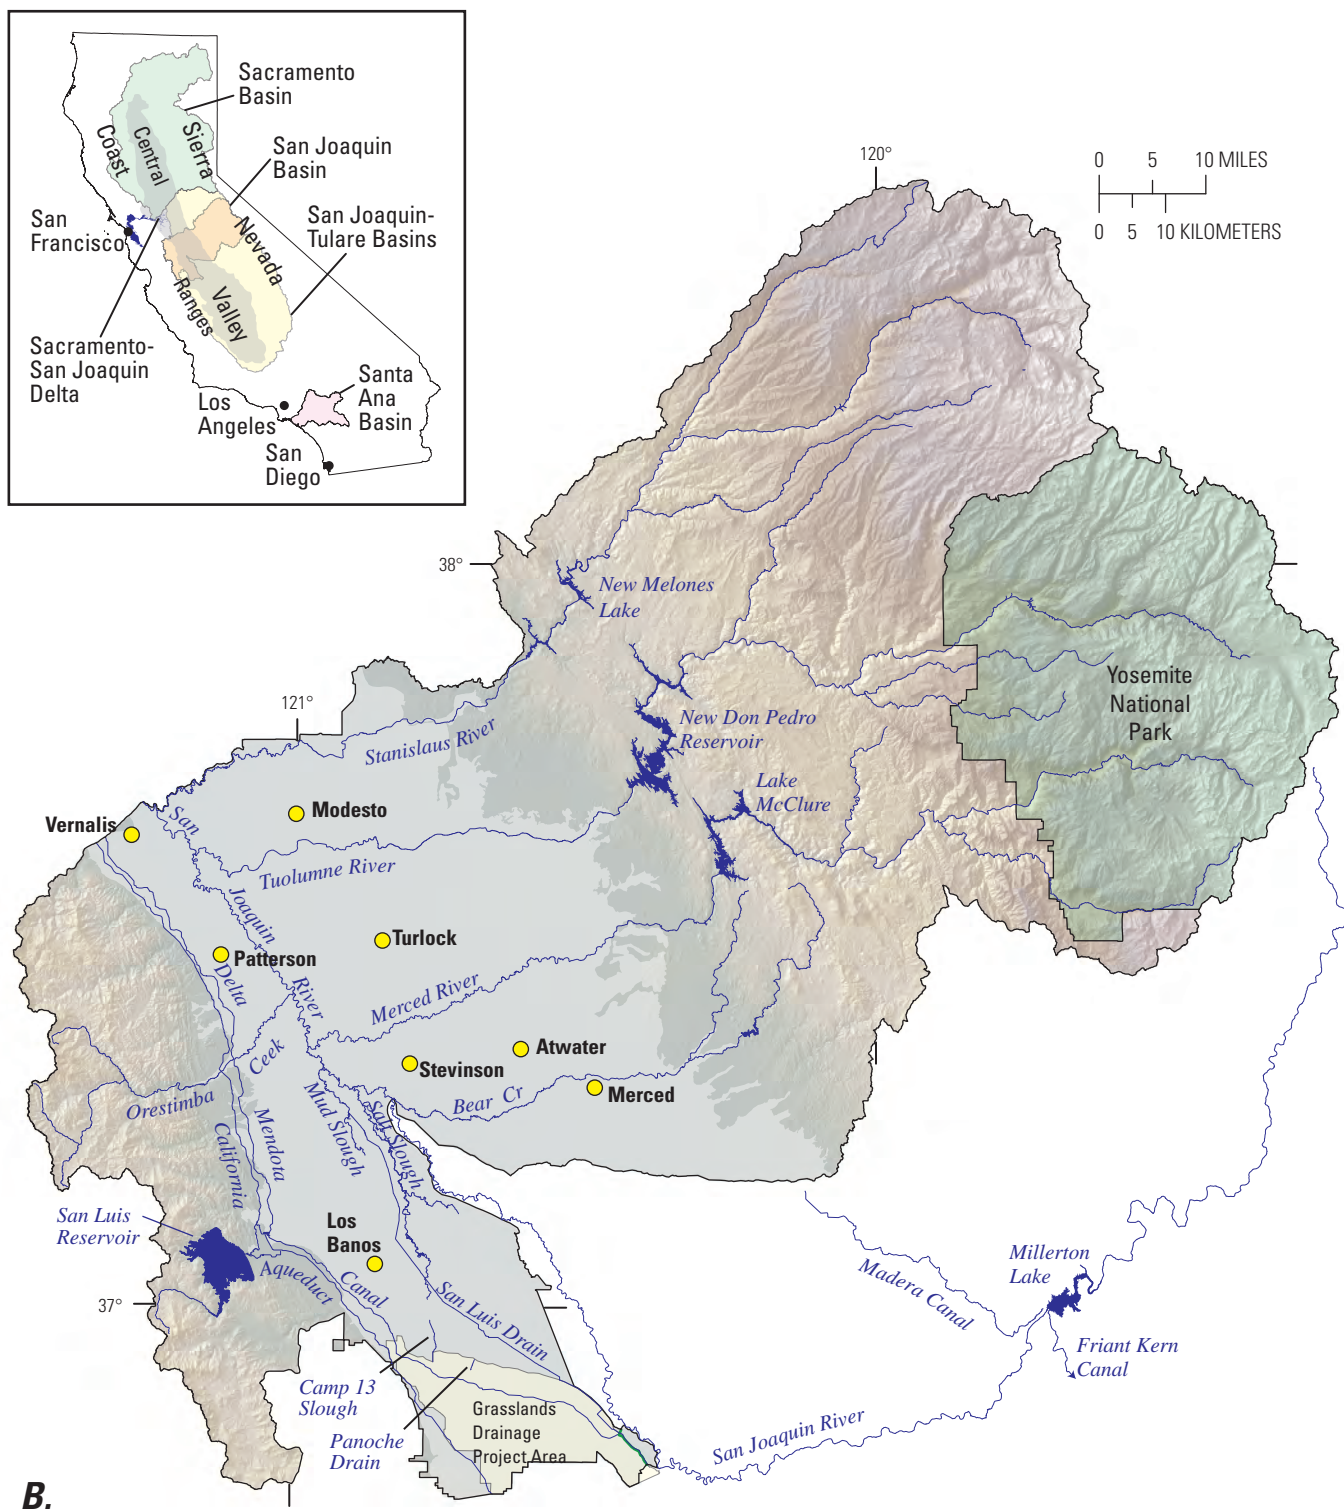 Sacramento
Basin
San Joaquin
Basin
San Joaquin-
Tulare Basins
Coast
Central
Sierra
Nevada
Ranges
Valley
San
Francisco
Sacramento-
San Joaquin
Delta
Los
Angeles
Santa
Ana
Basin
San
Diego
120°
0 5 10 MILES
0 5 10 KILOMETERS
38°
New Melones
Lake
Yosemite
National
Park
121°
Stanislaus River
New Don Pedro
Reservoir
Lake
McClure
Vernalis
Modesto
San
Joaquin
River
Tuolumne River
Patterson
Turlock
Delta
Mendota
Canal
Merced River
Orestimba
Ceek
Stevinson
Atwater
Merced
Bear Cr
Mud Slough
Salt Slough
California
Aqueduct
San Luis
Reservoir
Los
Banos
37°
San Luis Drain
Madera Canal
Millerton
Lake
Friant Kern
Canal
Camp 13
Slough
Panoche
Drain
Grasslands
Drainage
Project Area
San Joaquin River
B.